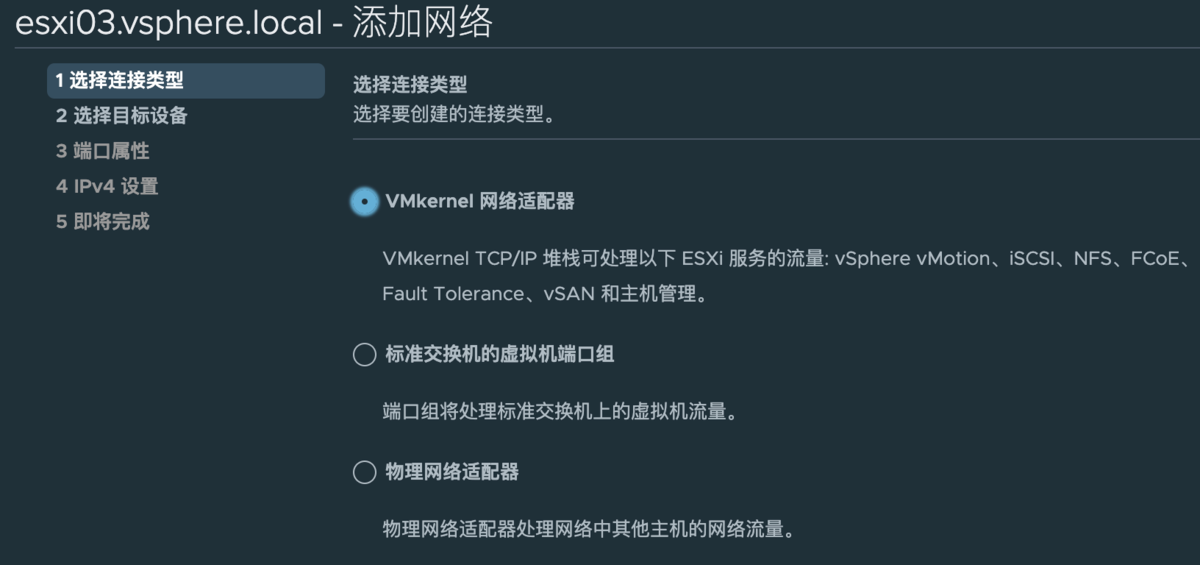 esxi03.vsphere.local - 添加网络
1 选择连接类型
2 选择目标设备
3 端口属性
4 IPv4 设置
5 即将完成
选择连接类型
选择要创建的连接类型。
VMkernel 网络适配器
VMkernel TCP/IP 堆栈可处理以下 ESXi 服务的流量: vSphere vMotion、iSCSI、NFS、FCoE、
Fault Tolerance、vSAN 和主机管理。
标准交换机的虚拟机端口组
端口组将处理标准交换机上的虚拟机流量。
物理网络适配器
物理网络适配器处理网络中其他主机的网络流量。